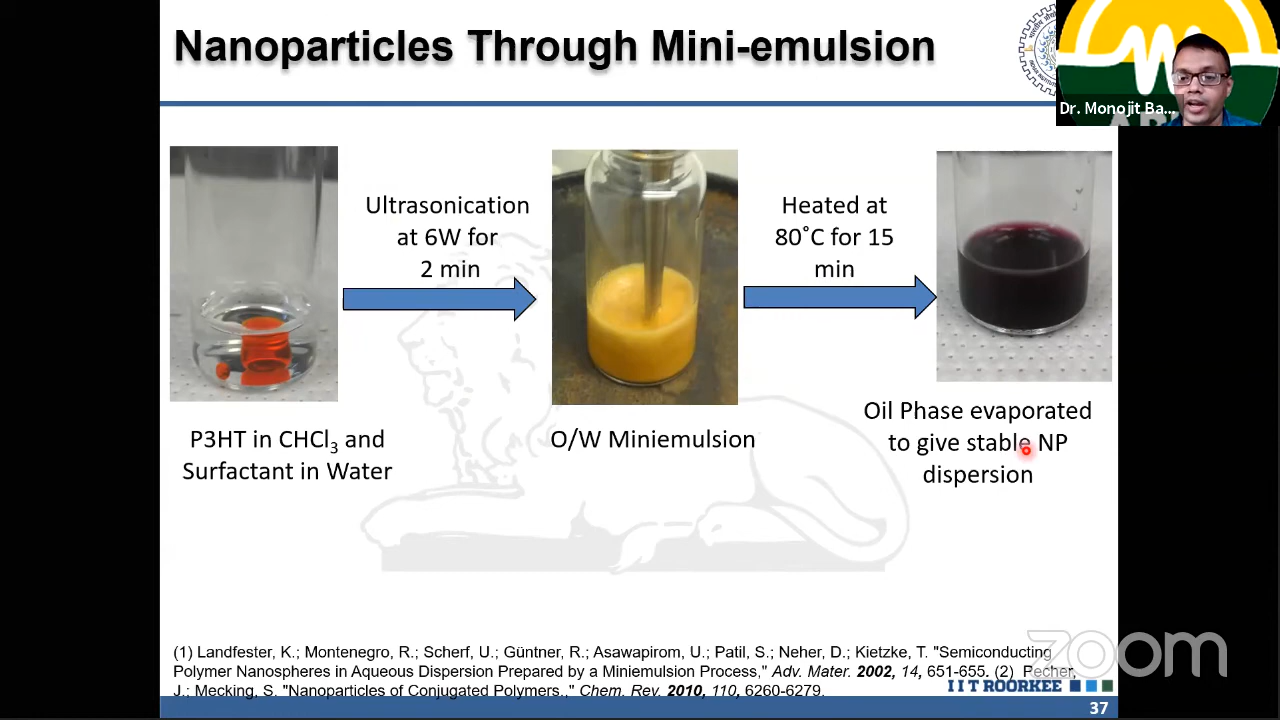 Nanoparticles Through Mini-emulsion
Dr. Monojit Ba...
Ultrasonication
at 6W for
2 min
Heated at
80˚C for 15
min
P3HT in CHCl₃ and
Surfactant in Water
O/W Miniemulsion
Oil Phase evaporated
to give stable NP
dispersion
(1) Landfester, K.; Montenegro, R.; Scherf, U.; Güntner, R.; Asawapirom, U.; Patil, S.; Neher, D.; Kietzke, T. "Semiconducting
Polymer Nanospheres in Aqueous Dispersion Prepared by a Miniemulsion Process," Adv. Mater. 2002, 14, 651-655. (2) Pecher,
J.; Mecking, S. "Nanoparticles of Conjugated Polymers.," Chem. Rev. 2010, 110, 6260-6279.
zoom
I I T ROORKEE
37